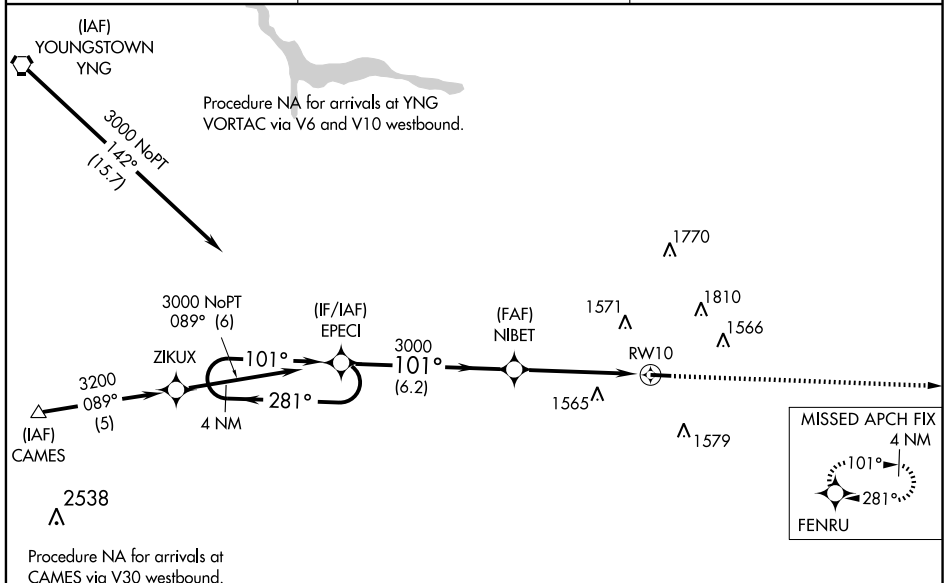 (IAF)
YOUNGSTOWN
YNG
Procedure NA for arrivals at YNG
VORTAC via V6 and V10 westbound.
3000 NoPT
142°
(15.7)
1770
3000 NoPT
089° (6)
(IF/IAF)
EPECI
(FAF)
NIBET
1571
1810
1566
ZIKUX
101°
3000
101°
(6.2)
RW10
3200
089°
(5)
281°
4 NM
1565
(IAF)
CAMES
1579
MISSED APCH FIX
4 NM
101°
281°
FENRU
2538
Procedure NA for arrivals at
CAMES via V30 westbound.